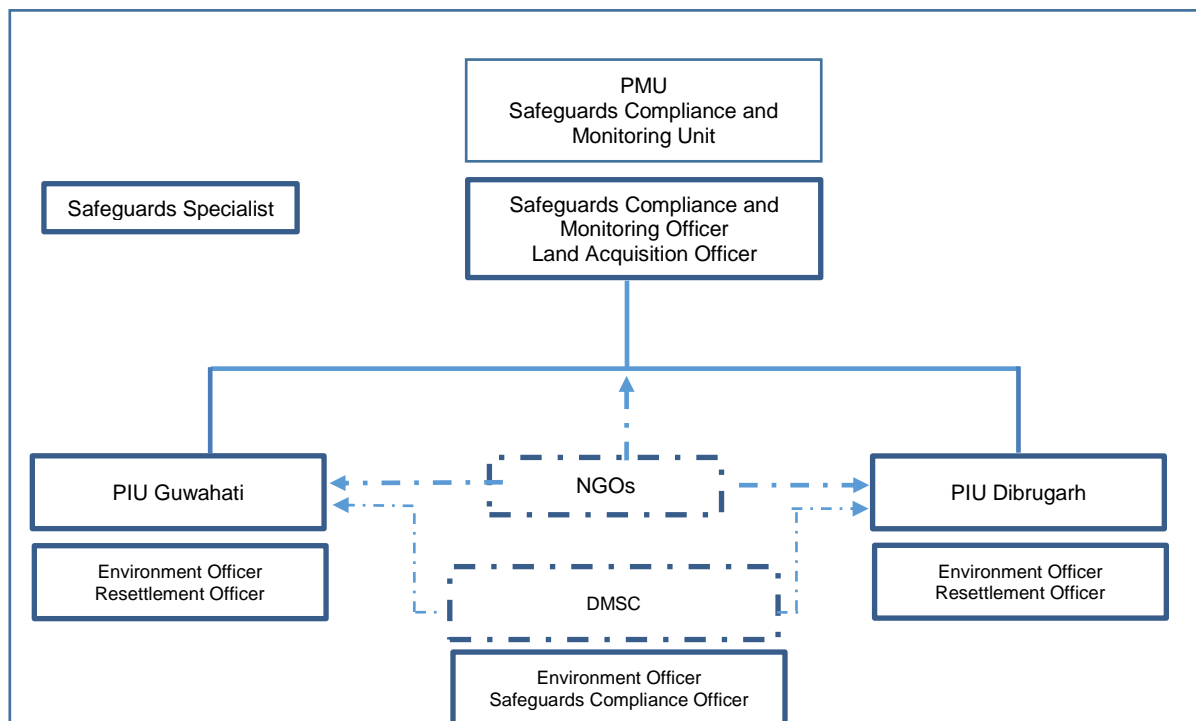 PMU
Safeguards Compliance and
Monitoring Unit
Safeguards Specialist
Safeguards Compliance and
Monitoring Officer
Land Acquisition Officer
PIU Guwahati
NGOs
PIU Dibrugarh
Environment Officer
Resettlement Officer
DMSC
Environment Officer
Resettlement Officer
Environment Officer
Safeguards Compliance Officer